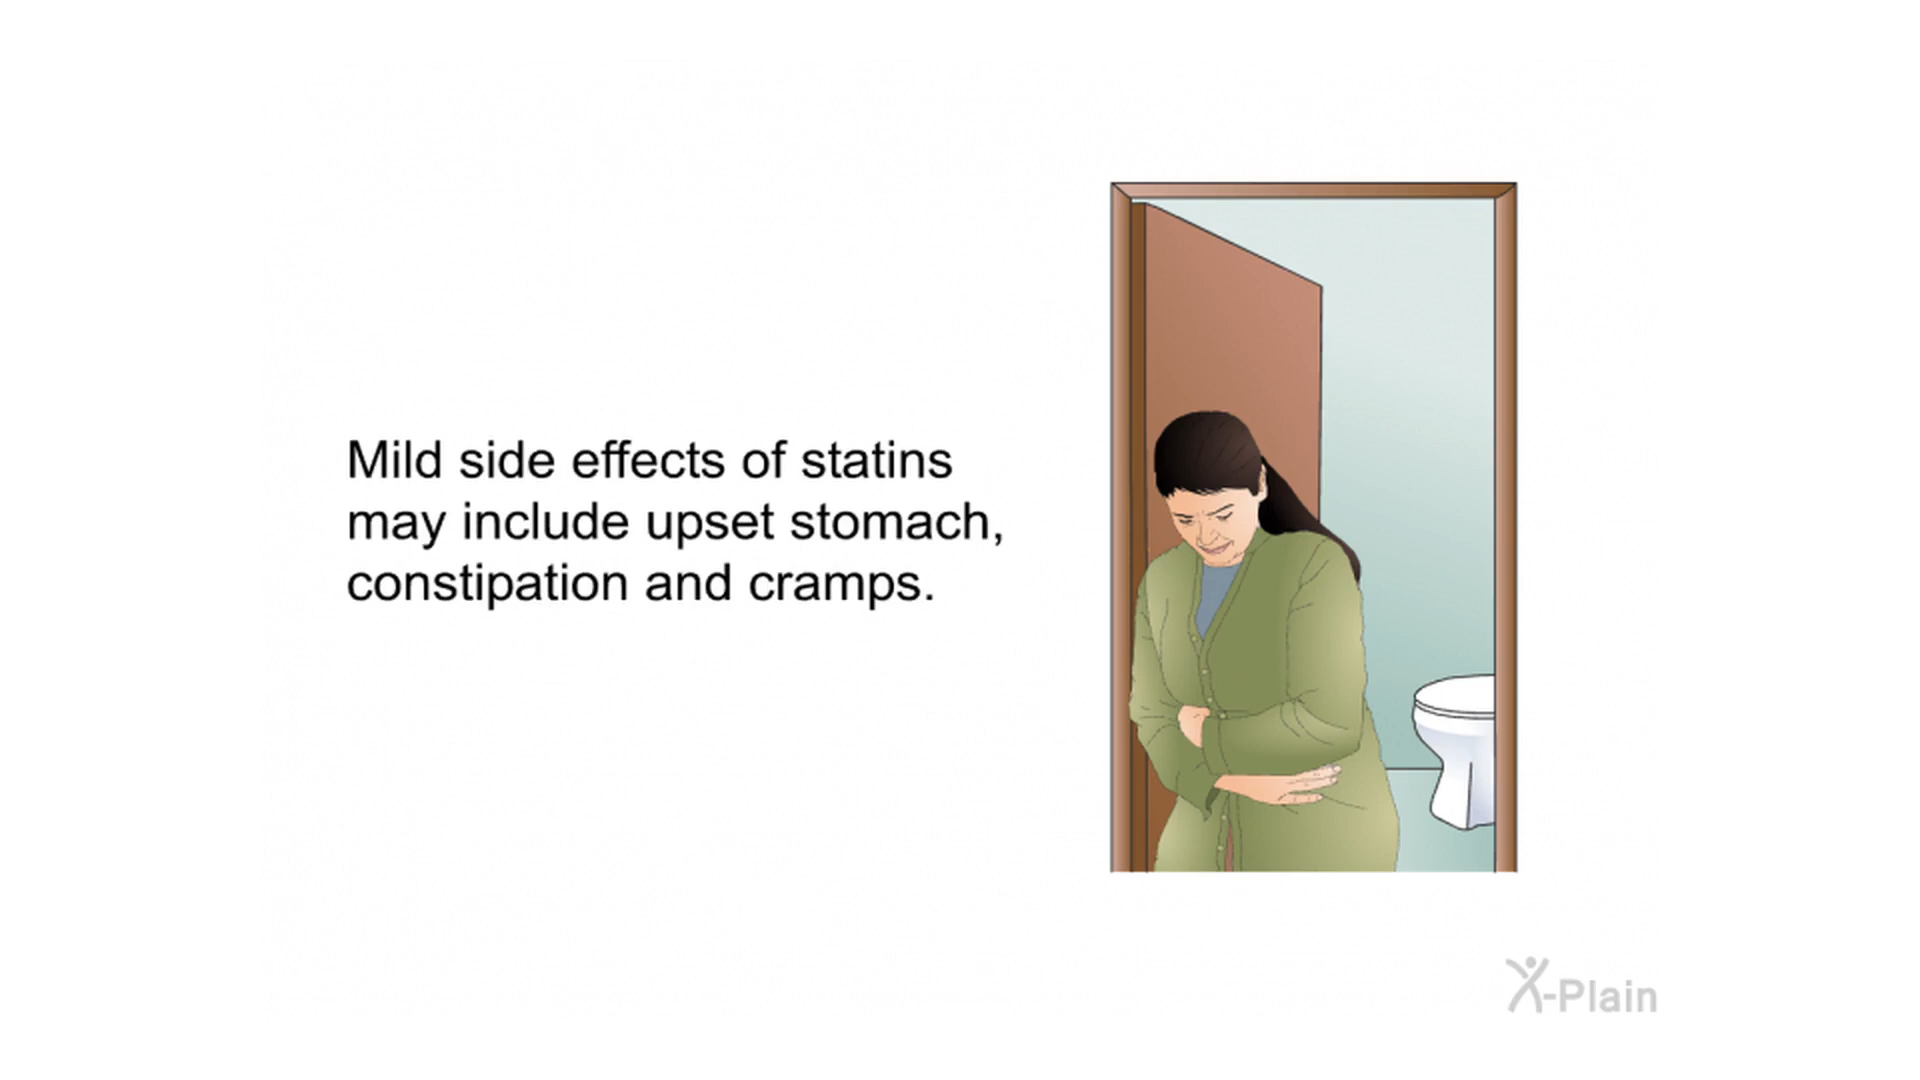 Mild side effects of statins
may include upset stomach,
constipation and cramps.
X-Plain